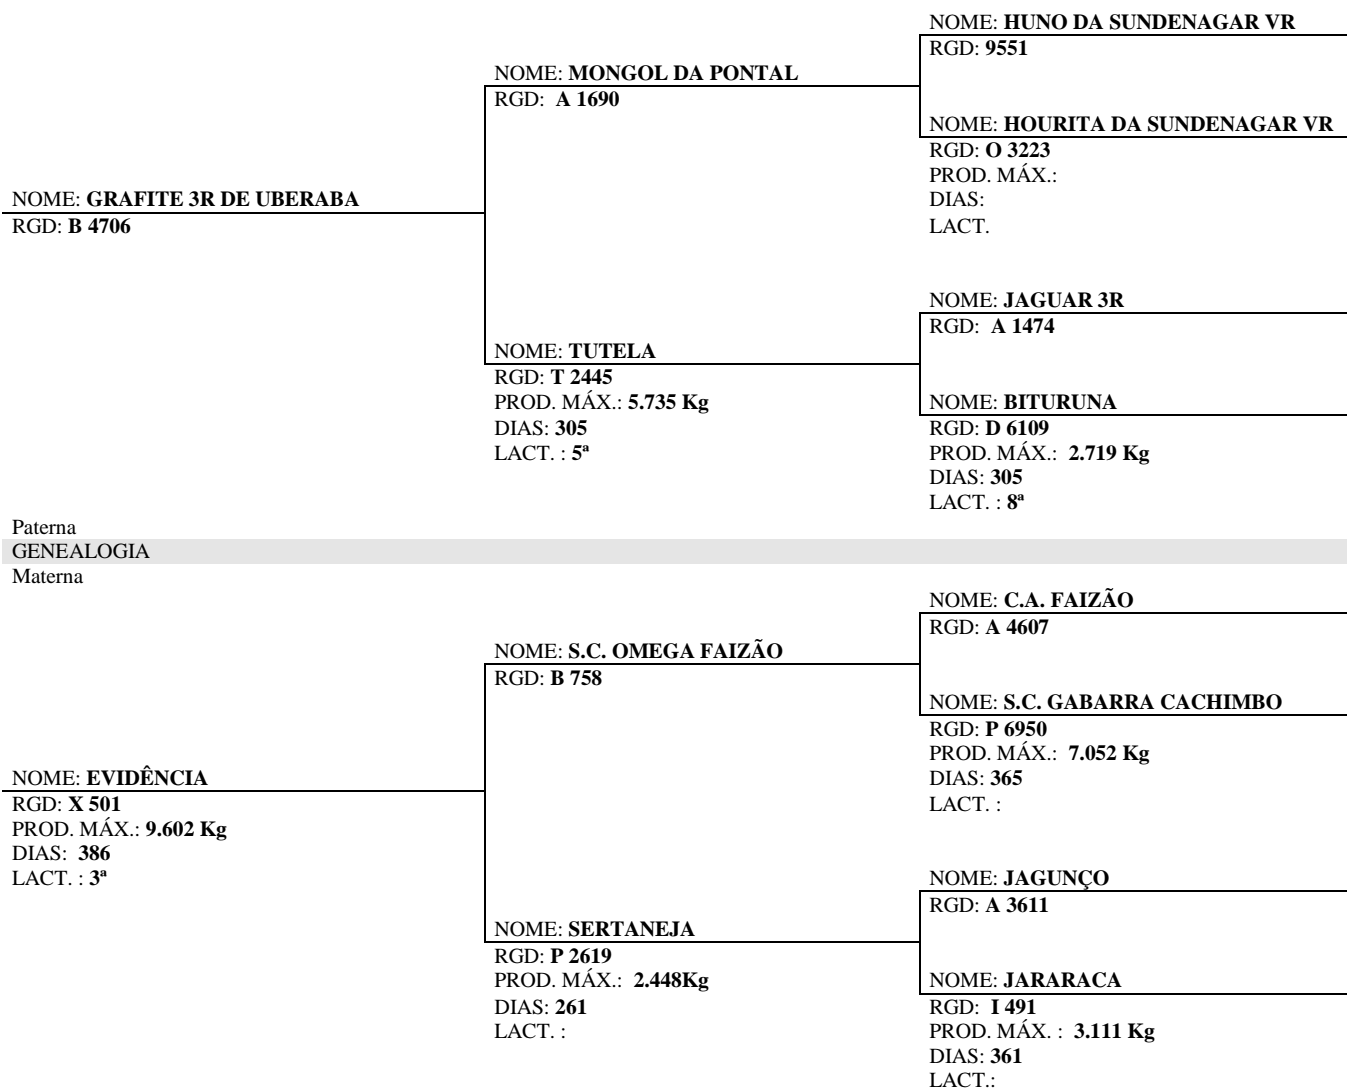 NOME: HUNO DA SUNDENAGAR VR
RGD: 9551
NOME: MONGOL DA PONTAL
RGD: A 1690
NOME: HOURITA DA SUNDENAGAR VR
RGD: O 3223
PROD. MÁX.:
DIAS:
LACT.
NOME: GRAFITE 3R DE UBERABA
RGD: B 4706
NOME: JAGUAR 3R
RGD: A 1474
NOME: TUTELA
RGD: T 2445
PROD. MÁX.: 5.735 Kg
DIAS: 305
LACT. : 5ª
NOME: BITURUNA
RGD: D 6109
PROD. MÁX.: 2.719 Kg
DIAS: 305
LACT. : 8ª
Paterna
GENEALOGIA
Materna
NOME: C.A. FAIZÃO
RGD: A 4607
NOME: S.C. OMEGA FAIZÃO
RGD: B 758
NOME: S.C. GABARRA CACHIMBO
RGD: P 6950
PROD. MÁX.: 7.052 Kg
DIAS: 365
LACT. :
NOME: EVIDÊNCIA
RGD: X 501
PROD. MÁX.: 9.602 Kg
DIAS: 386
LACT. : 3ª
NOME: JAGUNÇO
RGD: A 3611
NOME: SERTANEJA
RGD: P 2619
PROD. MÁX.: 2.448Kg
DIAS: 261
LACT. :
NOME: JARARACA
RGD: I 491
PROD. MÁX. : 3.111 Kg
DIAS: 361
LACT.: